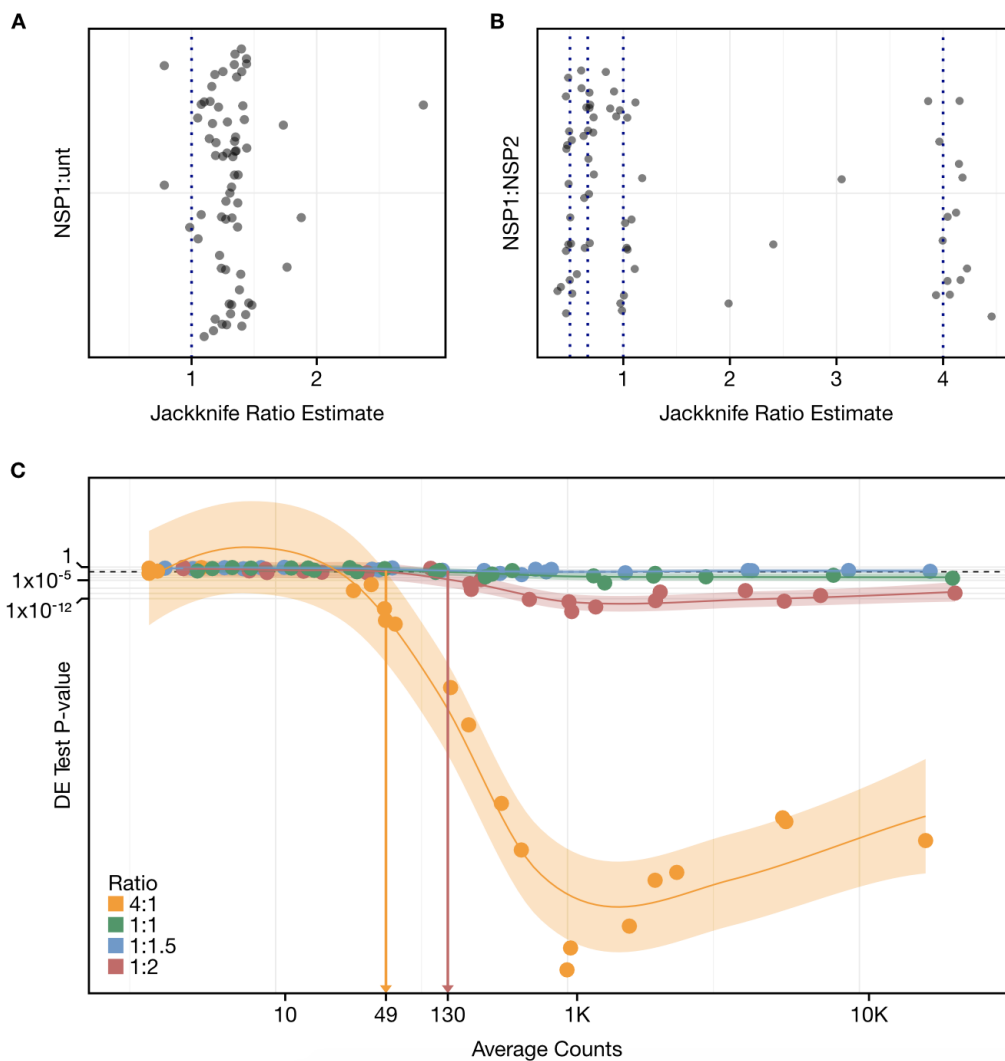 A
NSP1:unt
1
2
Jackknife Ratio Estimate
B
NSP1:NSP2
1
2
3
4
Jackknife Ratio Estimate
C
1
1x10⁻⁵
1x10⁻¹²
DE Test P-value
Ratio
4:1
1:1
1:1.5
1:2
10
49
130
1K
10K
Average Counts